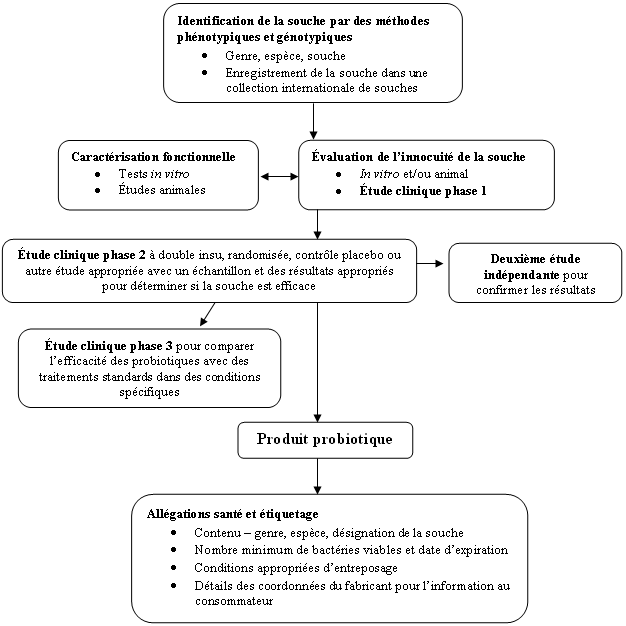 Identification de la souche par des méthodes
phénotypiques et génotypiques
• Genre, espèce, souche
• Enregistrement de la souche dans une
collection internationale de souches
Caractérisation fonctionnelle
• Tests in vitro
• Études animales
Évaluation de l’innocuité de la souche
• In vitro et/ou animal
• Étude clinique phase 1
Étude clinique phase 2 à double insu, randomisée, contrôle placebo ou
autre étude appropriée avec un échantillon et des résultats appropriés
pour déterminer si la souche est efficace
Deuxième étude
indépendante pour
confirmer les résultats
Étude clinique phase 3 pour comparer
l’efficacité des probiotiques avec des
traitements standards dans des conditions
spécifiques
Produit probiotique
Allégations santé et étiquetage
• Contenu – genre, espèce, désignation de la souche
• Nombre minimum de bactéries viables et date d’expiration
• Conditions appropriées d’entreposage
• Détails des coordonnées du fabricant pour l’information au
consommateur